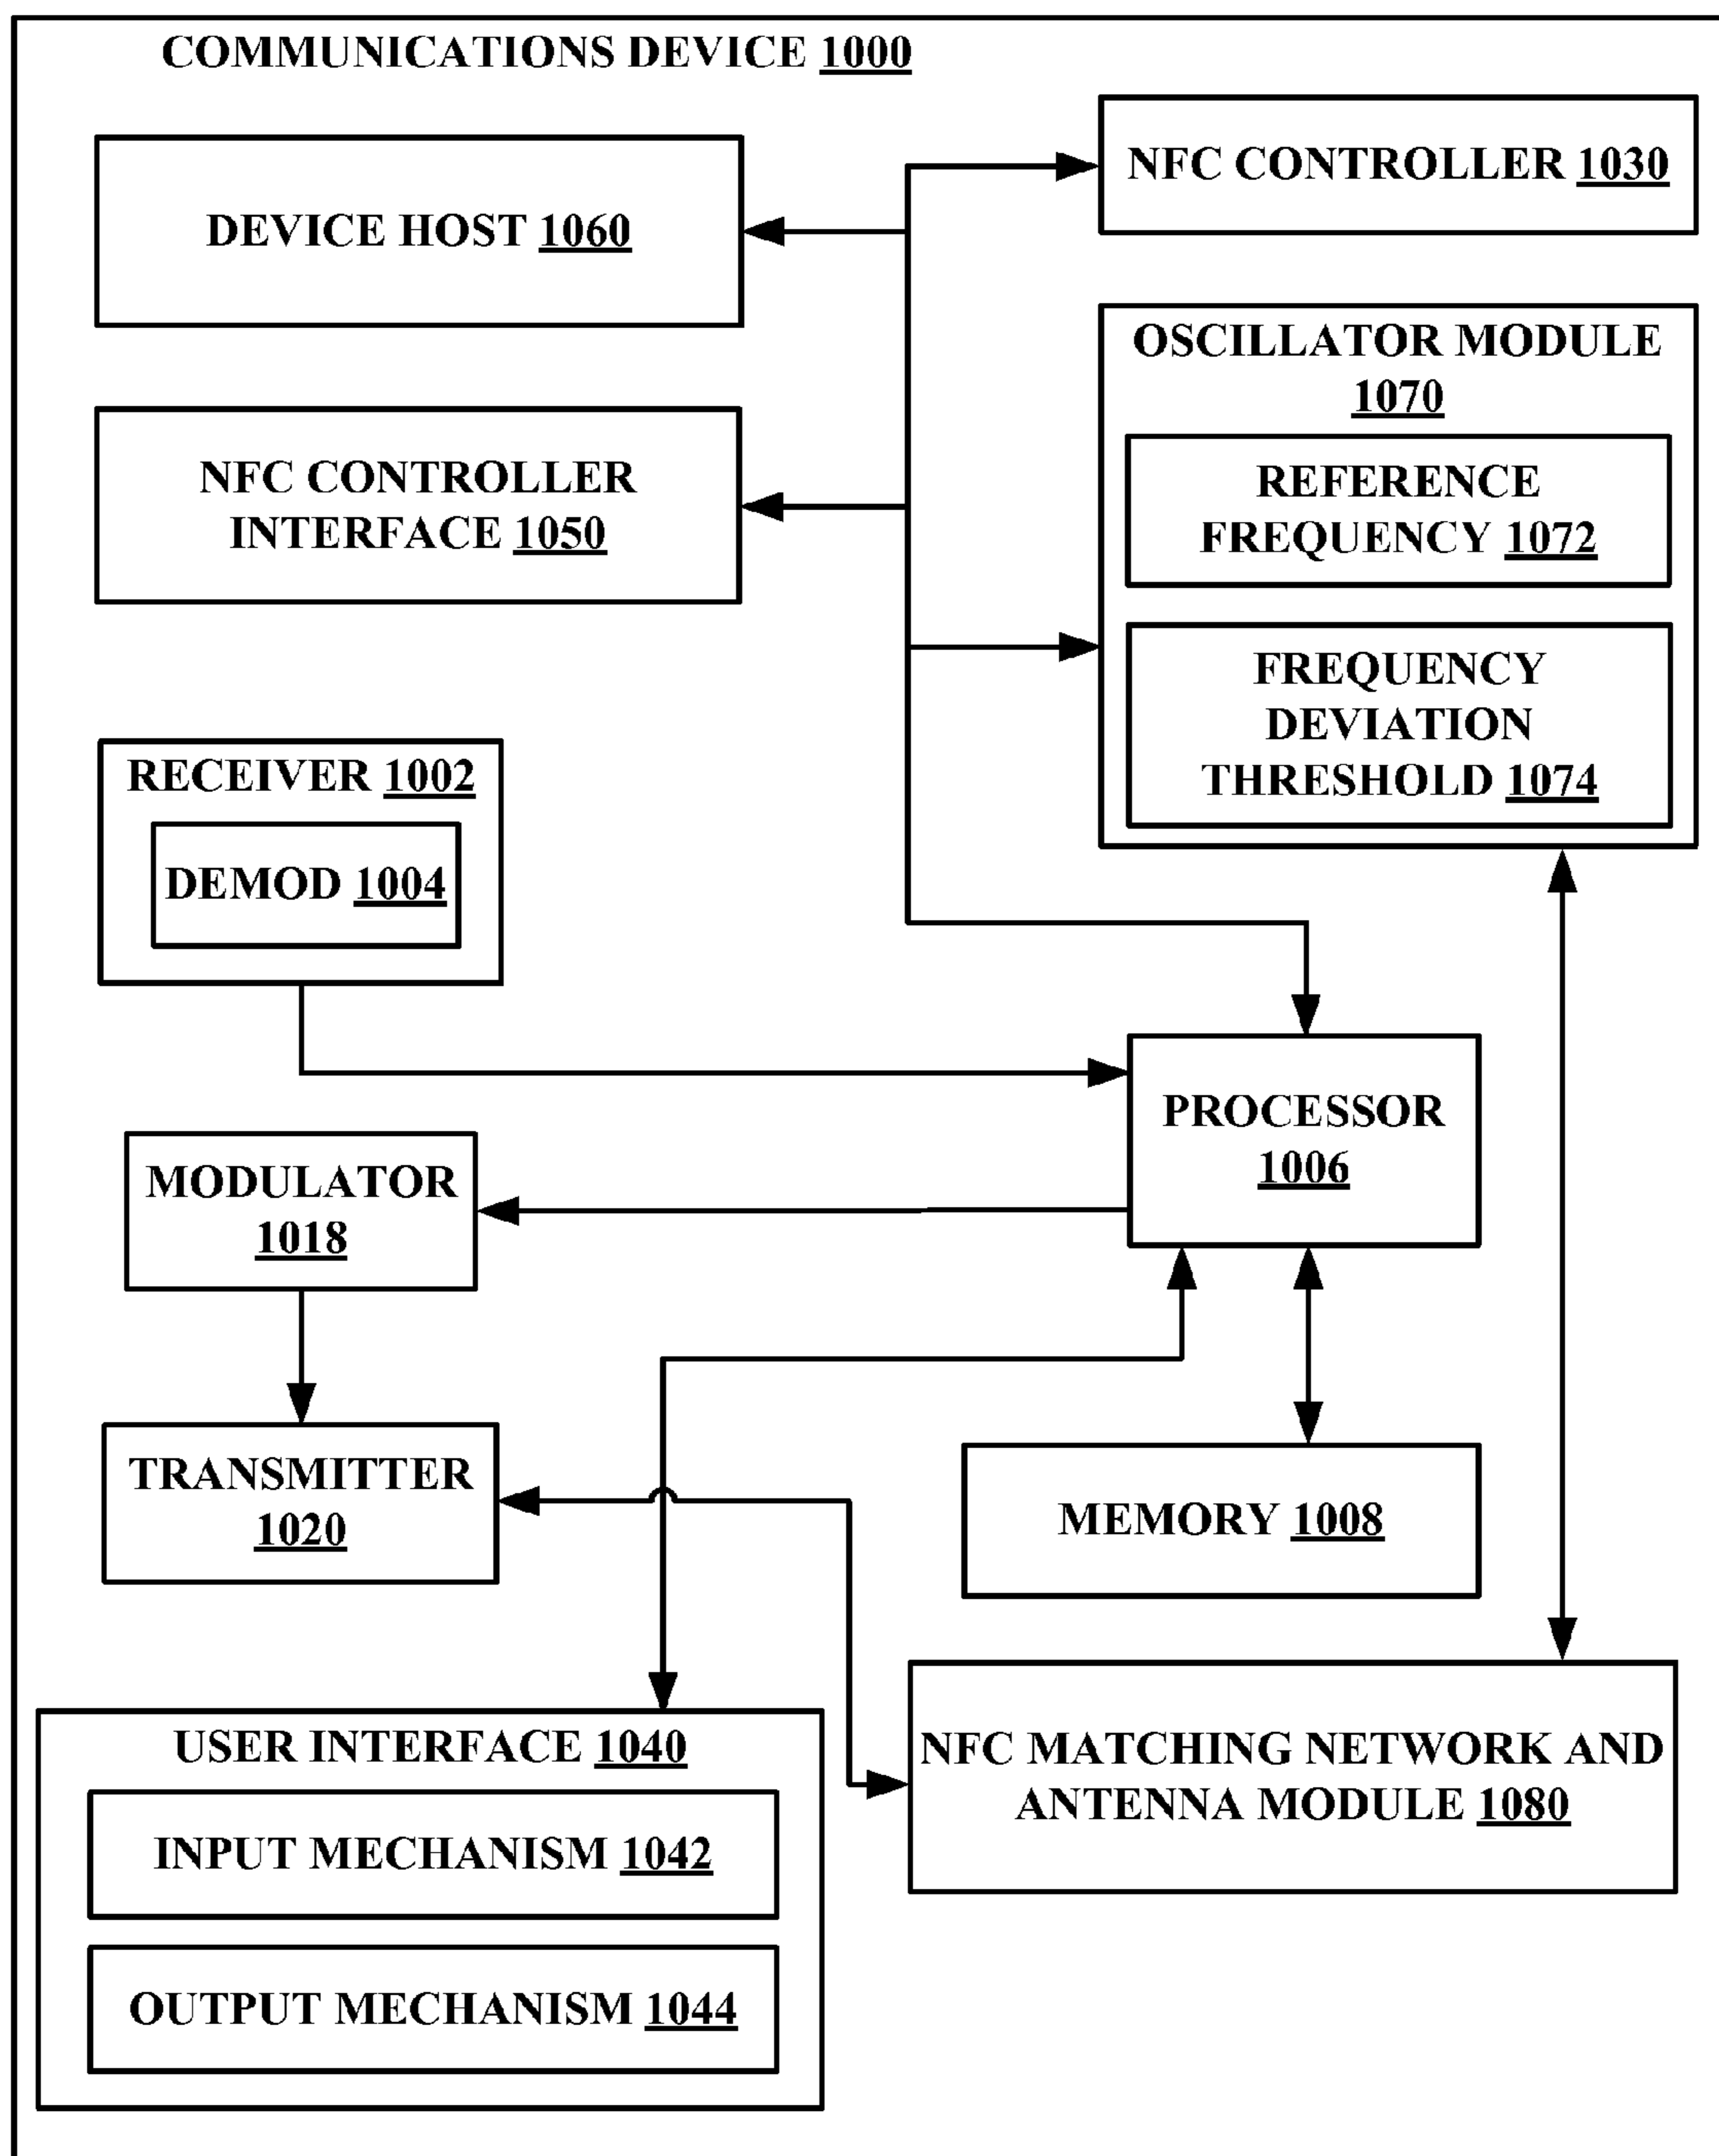 COMMUNICATIONS DEVICE 1000
DEVICE HOST 1060
NFC CONTROLLER 1030
NFC CONTROLLER
INTERFACE 1050
OSCILLATOR MODULE
1070
REFERENCE
FREQUENCY 1072
FREQUENCY
DEVIATION
THRESHOLD 1074
RECEIVER 1002
DEMOD 1004
PROCESSOR
1006
MODULATOR
1018
TRANSMITTER
1020
MEMORY 1008
USER INTERFACE 1040
INPUT MECHANISM 1042
OUTPUT MECHANISM 1044
NFC MATCHING NETWORK AND
ANTENNA MODULE 1080